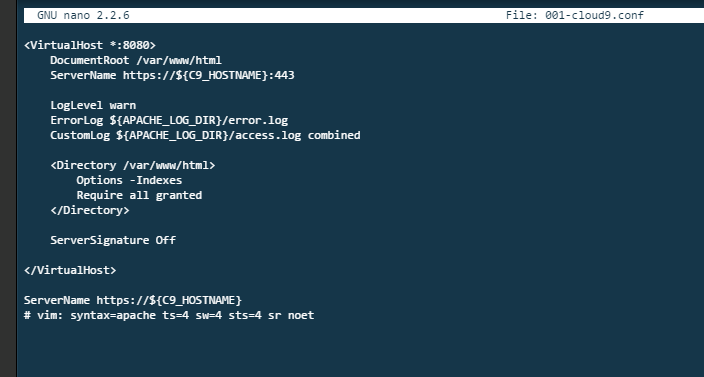 GNU nano 2.2.6 File: 001-cloud9.conf
<VirtualHost *:8080>
DocumentRoot /var/www/html
ServerName https://${C9_HOSTNAME}:443
LogLevel warn
ErrorLog ${APACHE_LOG_DIR}/error.log
CustomLog ${APACHE_LOG_DIR}/access.log combined
<Directory /var/www/html>
Options -Indexes
Require all granted
</Directory>
ServerSignature Off
</VirtualHost>
ServerName https://${C9_HOSTNAME}
# vim: syntax=apache ts=4 sw=4 sts=4 sr noet